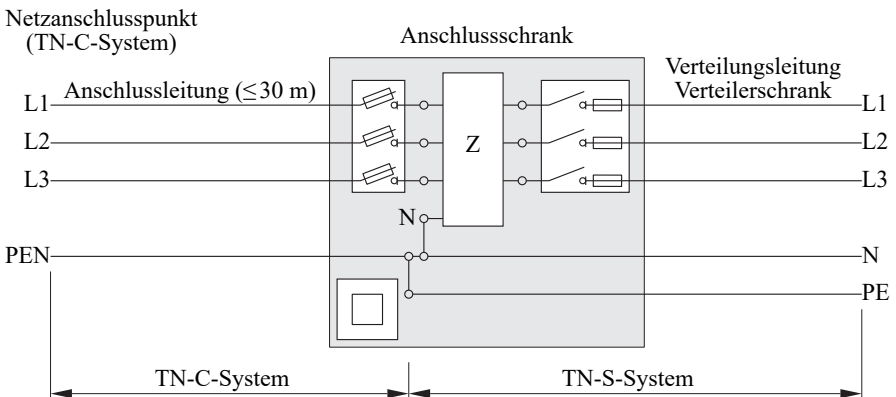 Netzanschlusspunkt
(TN-C-System)
Anschlussschrank
Anschlussleitung (≤30 m)
Verteilungsleitung
Verteilerschrank
L1
L1
L2
Z
L2
L3
L3
N
PEN
N
PE
TN-C-System
TN-S-System